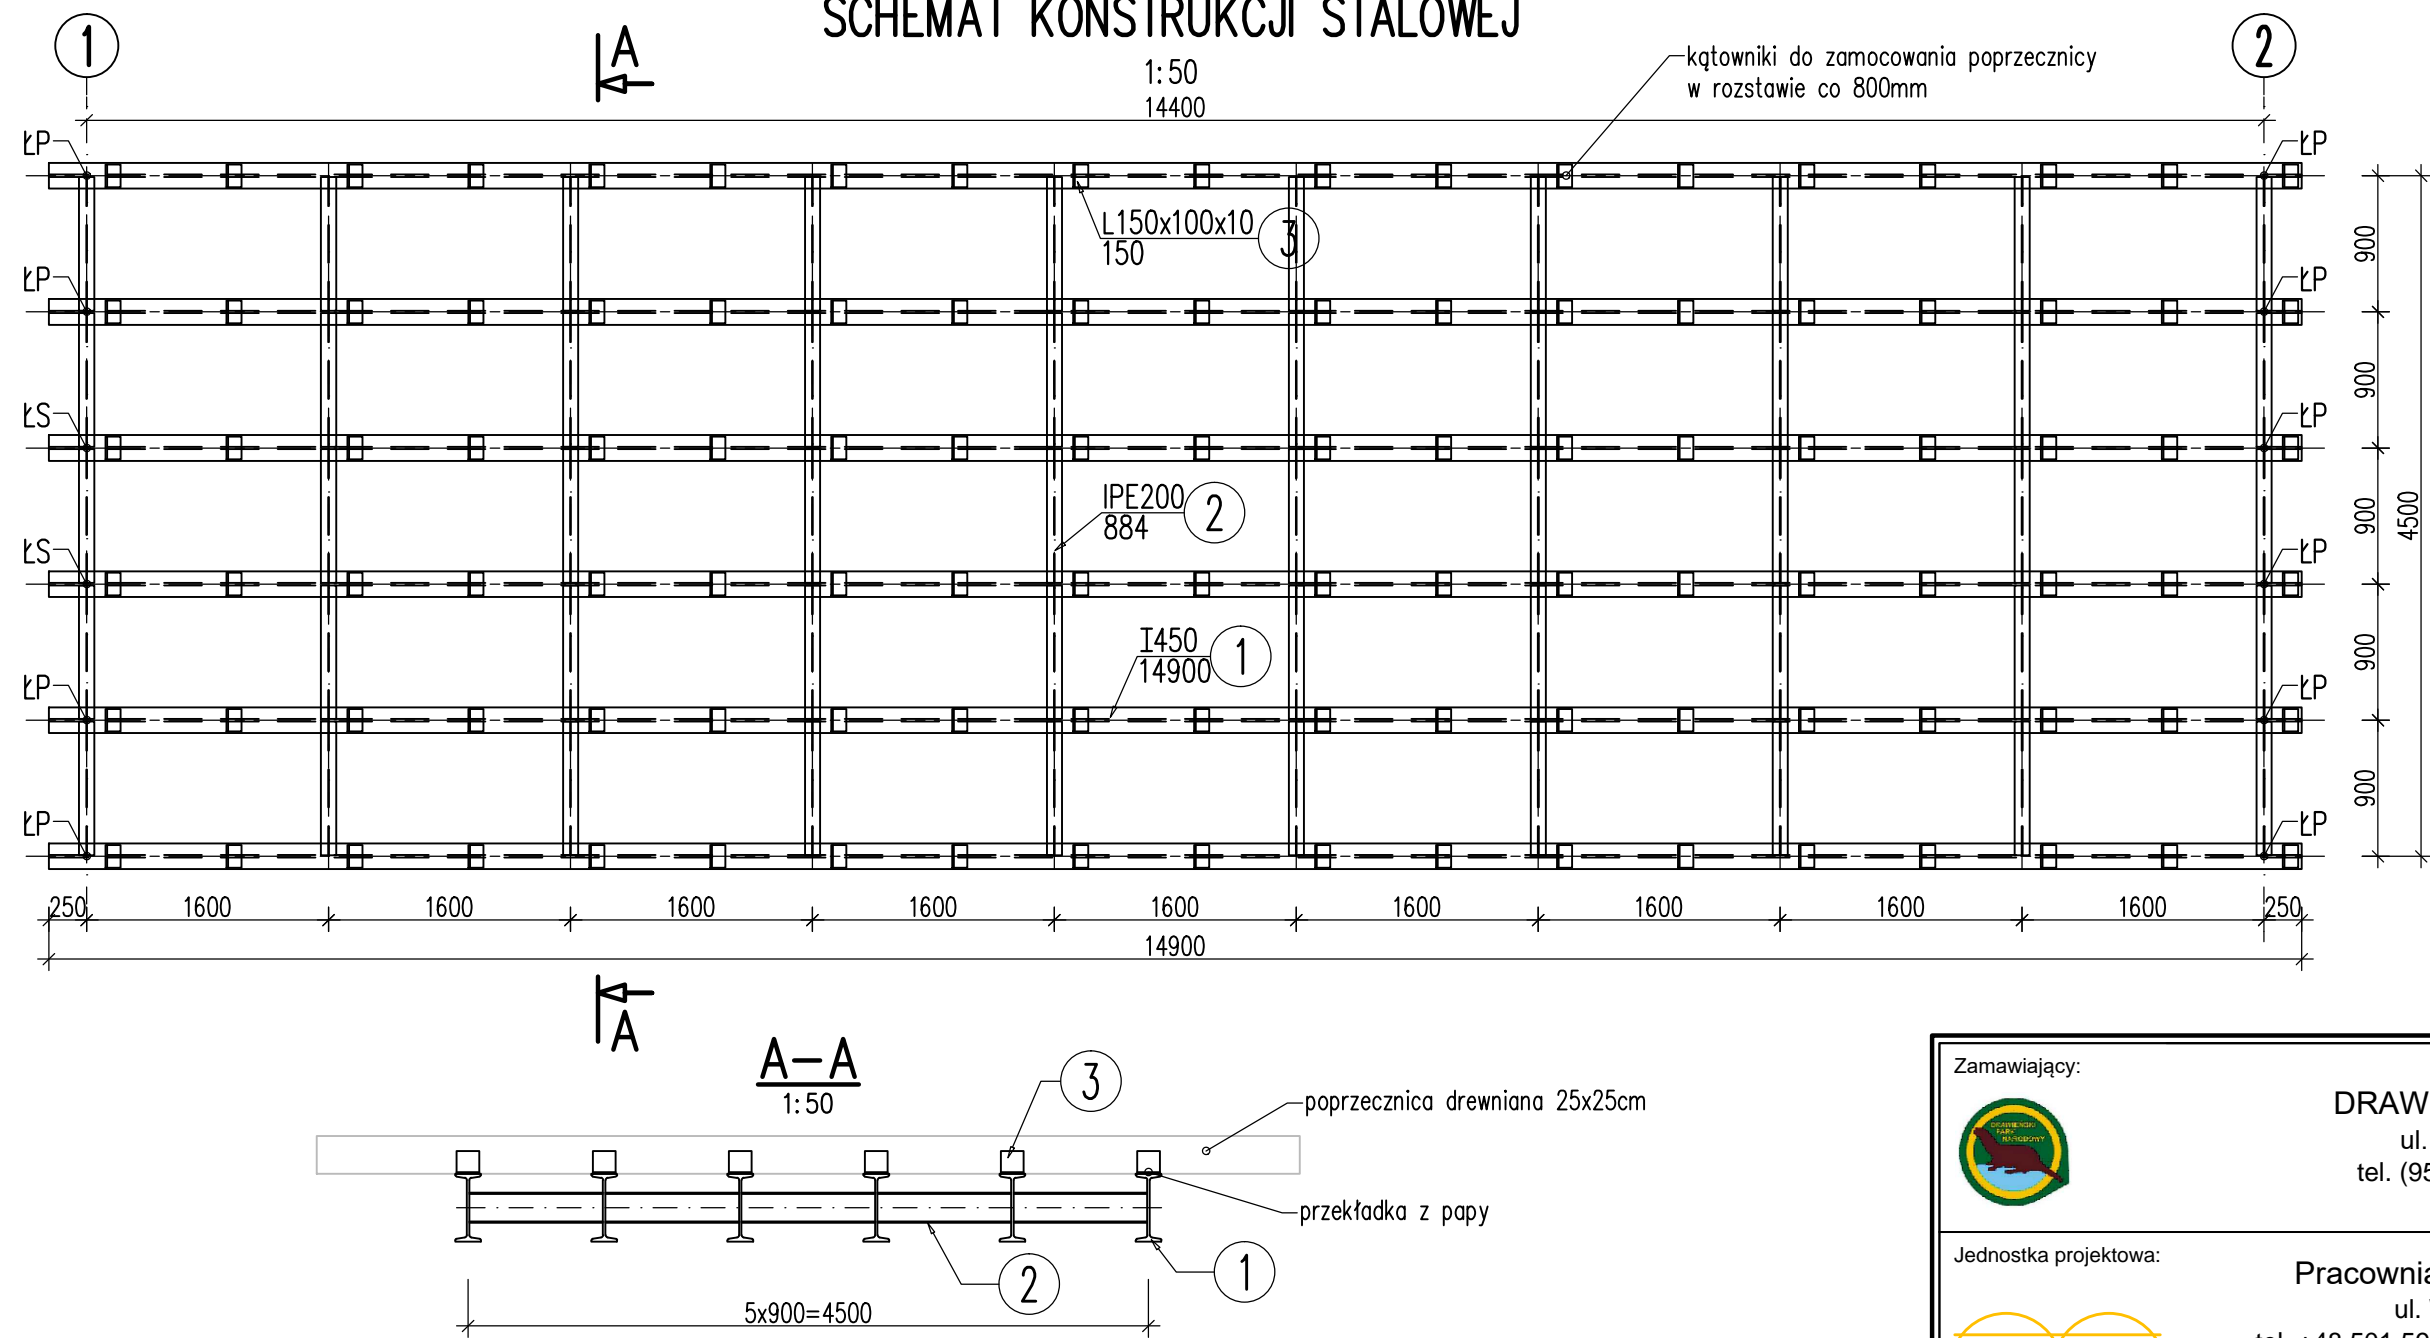 SCHEMAT KONSTRUKCJI STALOWEJ
1:50
1
2
A
kątowniki do zamocowania poprzecznicy
w rozstawie co 800mm
14400
ŁP
ŁP
L150x100x10
150
3
900
ŁP
ŁP
900
ŁS
ŁP
IPE200
884
2
900
4500
ŁS
ŁP
I450
14900
1
900
ŁP
ŁP
900
ŁP
ŁP
250
1600
1600
1600
1600
1600
1600
1600
1600
1600
250
14900
A
A-A
1:50
3
poprzecznica drewniana 25x25cm
przekładka z papy
2
1
5x900=4500
Zamawiający:
DRAWIEŃSKI
PARK
NARODOWY
DRAW
ul.
tel. (95
Jednostka projektowa:
Pracownia
ul.